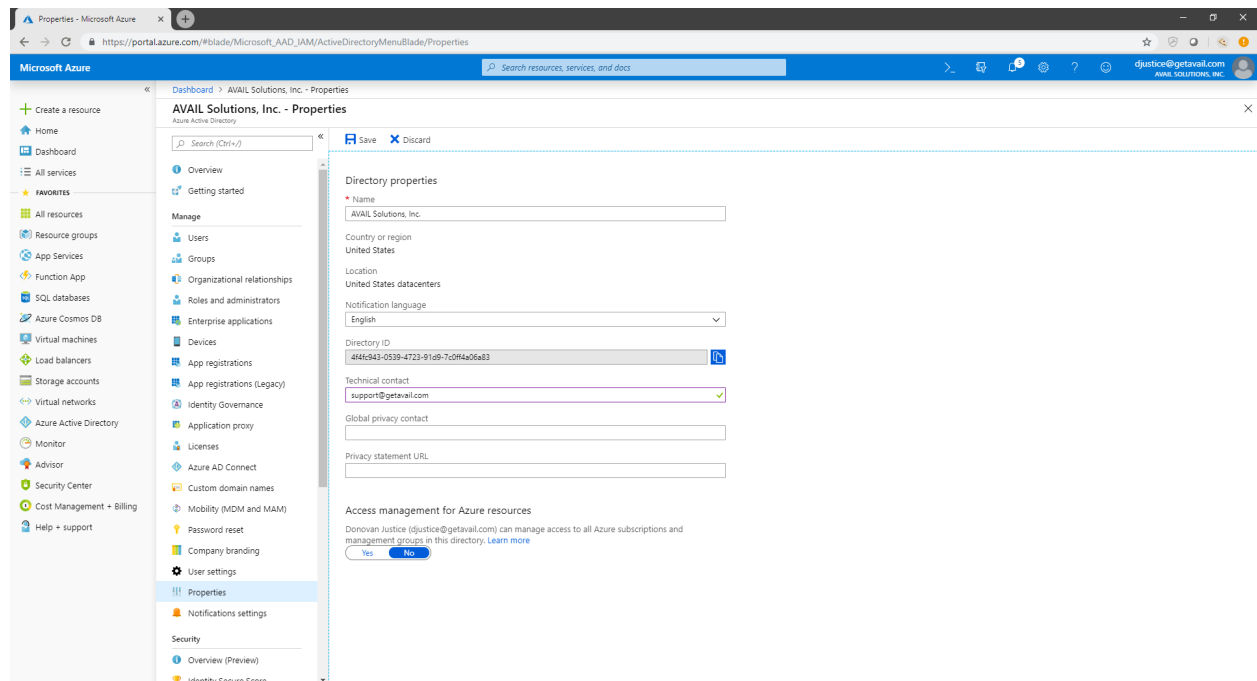 Properties - Microsoft Azure
https://portal.azure.com/#blade/Microsoft_AAD_IAM/ActiveDirectoryMenuBlade/Properties
Microsoft Azure
Search resources, services, and docs
5
djustice@getavail.com
AVAIL SOLUTIONS, INC.
Create a resource
Home
Dashboard
All services
FAVORITES
All resources
Resource groups
App Services
Function App
SQL databases
Azure Cosmos DB
Virtual machines
Load balancers
Storage accounts
Virtual networks
Azure Active Directory
Monitor
Advisor
Security Center
Cost Management + Billing
Help + support
Dashboard > AVAIL Solutions, Inc. - Properties
AVAIL Solutions, Inc. - Properties
Azure Active Directory
Search (Ctrl+/)
Overview
Getting started
Manage
Users
Groups
Organizational relationships
Roles and administrators
Enterprise applications
Devices
App registrations
App registrations (Legacy)
Identity Governance
Application proxy
Licenses
Azure AD Connect
Custom domain names
Mobility (MDM and MAM)
Password reset
Company branding
User settings
Properties
Notifications settings
Security
Overview (Preview)
Identity Secure Score
Save Discard
Directory properties
* Name
AVAIL Solutions, Inc.
Country or region
United States
Location
United States datacenters
Notification language
English
Directory ID
4f4fc943-0539-4723-91d9-7c0ff4a06a83
Technical contact
support@getavail.com
Global privacy contact
Privacy statement URL
Access management for Azure resources
Donovan Justice (djustice@getavail.com) can manage access to all Azure subscriptions and
management groups in this directory. Learn more
Yes No